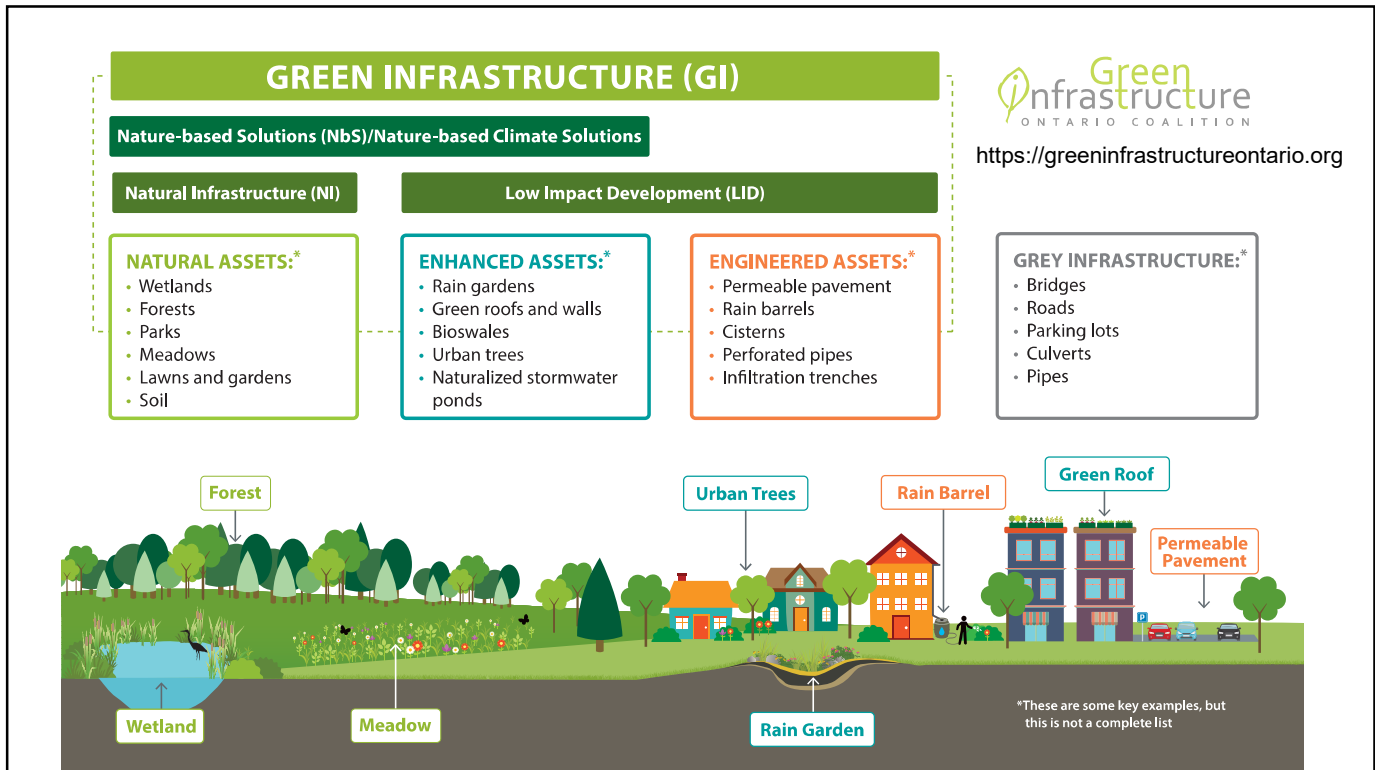 GREEN INFRASTRUCTURE (GI)
Green
Infrastructure
ONTARIO COALITION
https://greeninfrastructureontario.org
Nature-based Solutions (NbS)/Nature-based Climate Solutions
Natural Infrastructure (NI)
Low Impact Development (LID)
NATURAL ASSETS:*
• Wetlands
• Forests
• Parks
• Meadows
• Lawns and gardens
• Soil
ENHANCED ASSETS:*
• Rain gardens
• Green roofs and walls
• Bioswales
• Urban trees
• Naturalized stormwater
ponds
ENGINEERED ASSETS:*
• Permeable pavement
• Rain barrels
• Cisterns
• Perforated pipes
• Infiltration trenches
GREY INFRASTRUCTURE:*
• Bridges
• Roads
• Parking lots
• Culverts
• Pipes
Forest
Urban Trees
Rain Barrel
Green Roof
Permeable
Pavement
P
Wetland
Meadow
Rain Garden
*These are some key examples, but
this is not a complete list